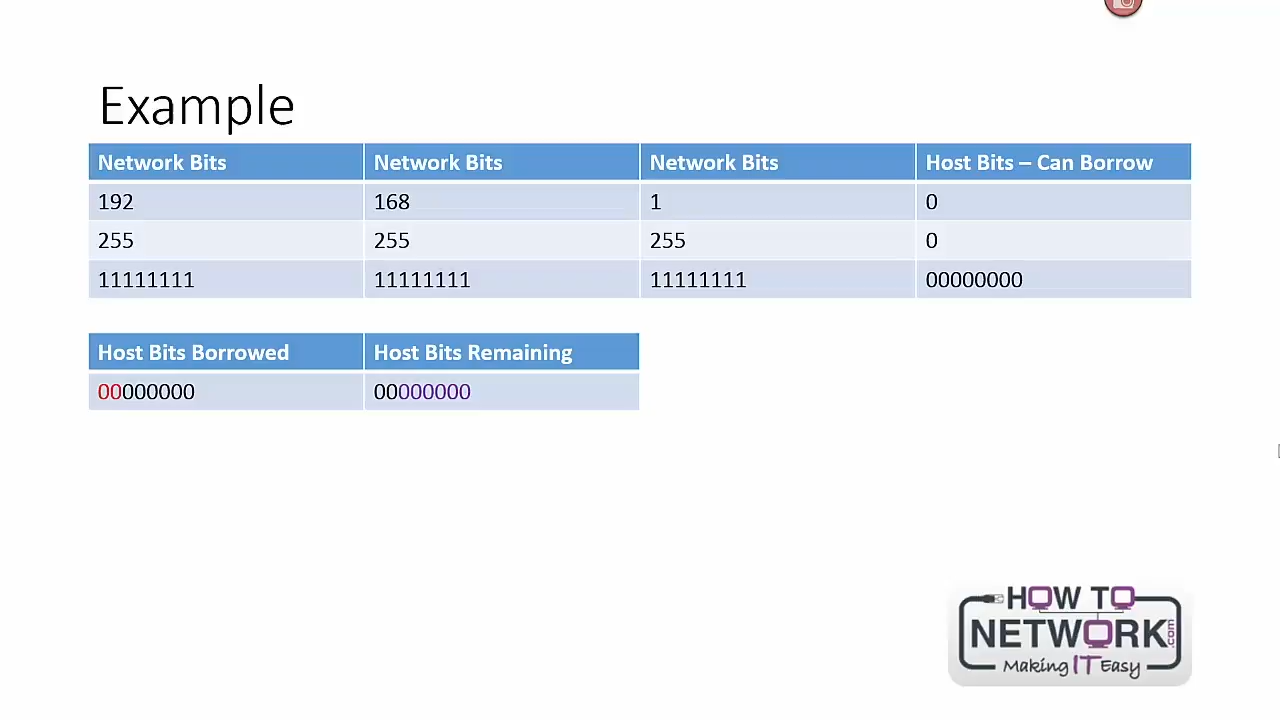 Example
Network Bits Network Bits Network Bits Host Bits – Can Borrow
192 168 1 0
255 255 255 0
11111111 11111111 11111111 00000000
Host Bits Borrowed Host Bits Remaining
00000000 00000000
HOW TO
NETWORK.com
Making IT Easy